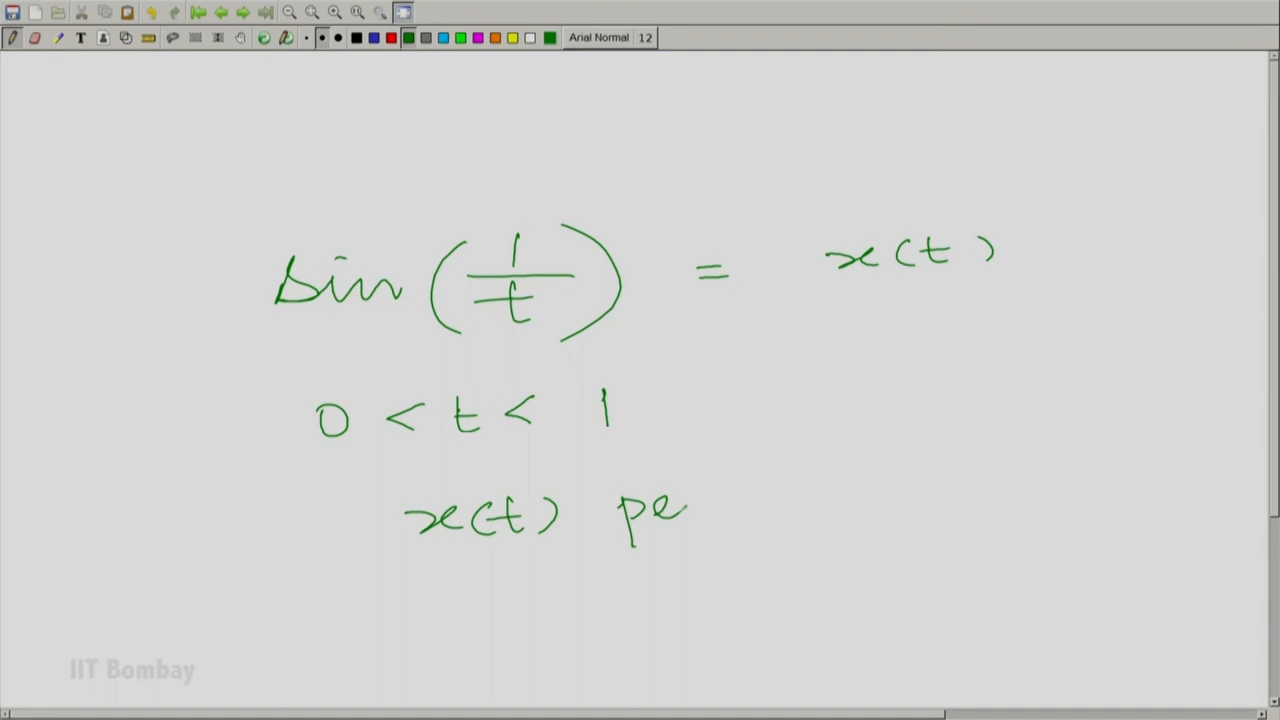 Arial Normal 12
sin(1/t) = x(t)
0 < t < 1
x(t) pe
IIT Bombay